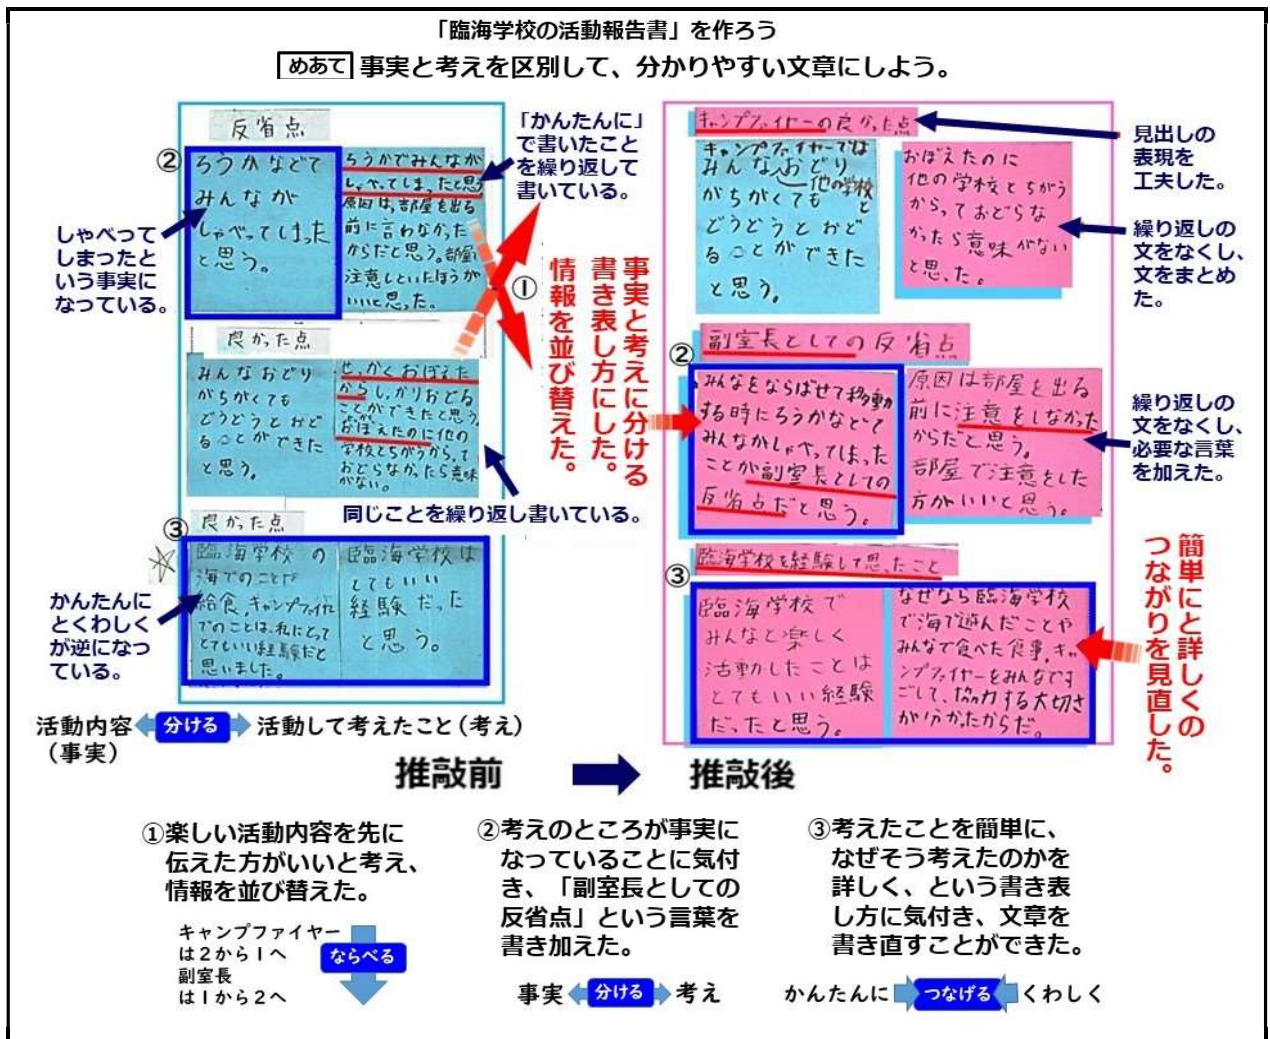 「臨海学校の活動報告書」を作ろう
めあて 事実と考えを区別して、分かりやすい文章にしよう。
反省点
②
ろうかなどで
みんなが
しゃべってしまった
と思う。
ろうかでみんなが
しゃべってしまったと思う
原因は、部屋を出る
前に言わなかった
からだと思う。部屋で
注意しといたほうが
いいと思った。
「かんたんに」
で書いたこと
を繰り返して
書いている。
しゃべって
しまったと
いう事実に
なっている。
①
事実と考えに分ける
書き表し方にした。
情報を並び替えた。
良かった点
みんなおどり
がちがくても
どうどうとおど
ることができた
と思う。
せっかくおぼえた
からしっかりおどる
ことができたと思う。
おぼえたのに他の
学校とちがうからって
おどらなかったら意味
がない。
同じことを繰り返し書いている。
良かった点
③
臨海学校の
海でのことや
給食、キャンプファイヤー
でのことは、私にとって
とてもいい経験だと
思いました。
臨海学校は
とてもいい
経験だった
と思う。
かんたんに
とくわしく
が逆になっ
ている。
活動内容
(事実)
分ける
活動して考えたこと(考え)
キャンプファイヤーの良かった点
キャンプファイヤーでは
みんなおどり
他の学校と
がちがくても
どうどうとおど
ることができた
と思う。
おぼえたのに
他の学校とちがう
からっておどらな
かったら意味がない
と思った。
見出しの
表現を
工夫した。
繰り返しの
文をなくし、
文をまとめ
た。
副室長としての反省点
②
みんなをならばせて移動
する時にろうかなどで
みんながしゃべってしまった
ことが副室長としての
反省点だと思う。
原因は部屋を出る
前に注意をしなかった
からだと思う。
部屋で注意をした
方がいいと思う。
繰り返しの
文をなくし、
必要な言葉
を加えた。
臨海学校を経験して思ったこと
③
臨海学校で
みんなと楽しく
活動したことは
とてもいい経験
だったと思う。
なぜなら臨海学校
で海で遊んだことや
みんなで食べた食事、キャ
ンプファイヤーをみんなです
ごして、協力する大切さ
が分かったからだ。
簡単にと詳しくの
つながりを見直した。
推敲前
推敲後
①楽しい活動内容を先に
伝えた方がいいと考え、
情報を並び替えた。
キャンプファイヤー
は2から1へ
副室長
は1から2へ
ならべる
②考えのところが事実に
なっていることに気付
き、「副室長としての
反省点」という言葉を
書き加えた。
事実 分ける 考え
③考えたことを簡単に、
なぜそう考えたのかを
詳しく、という書き表
し方に気付き、文章を
書き直すことができた。
かんたんに つなげる くわしく